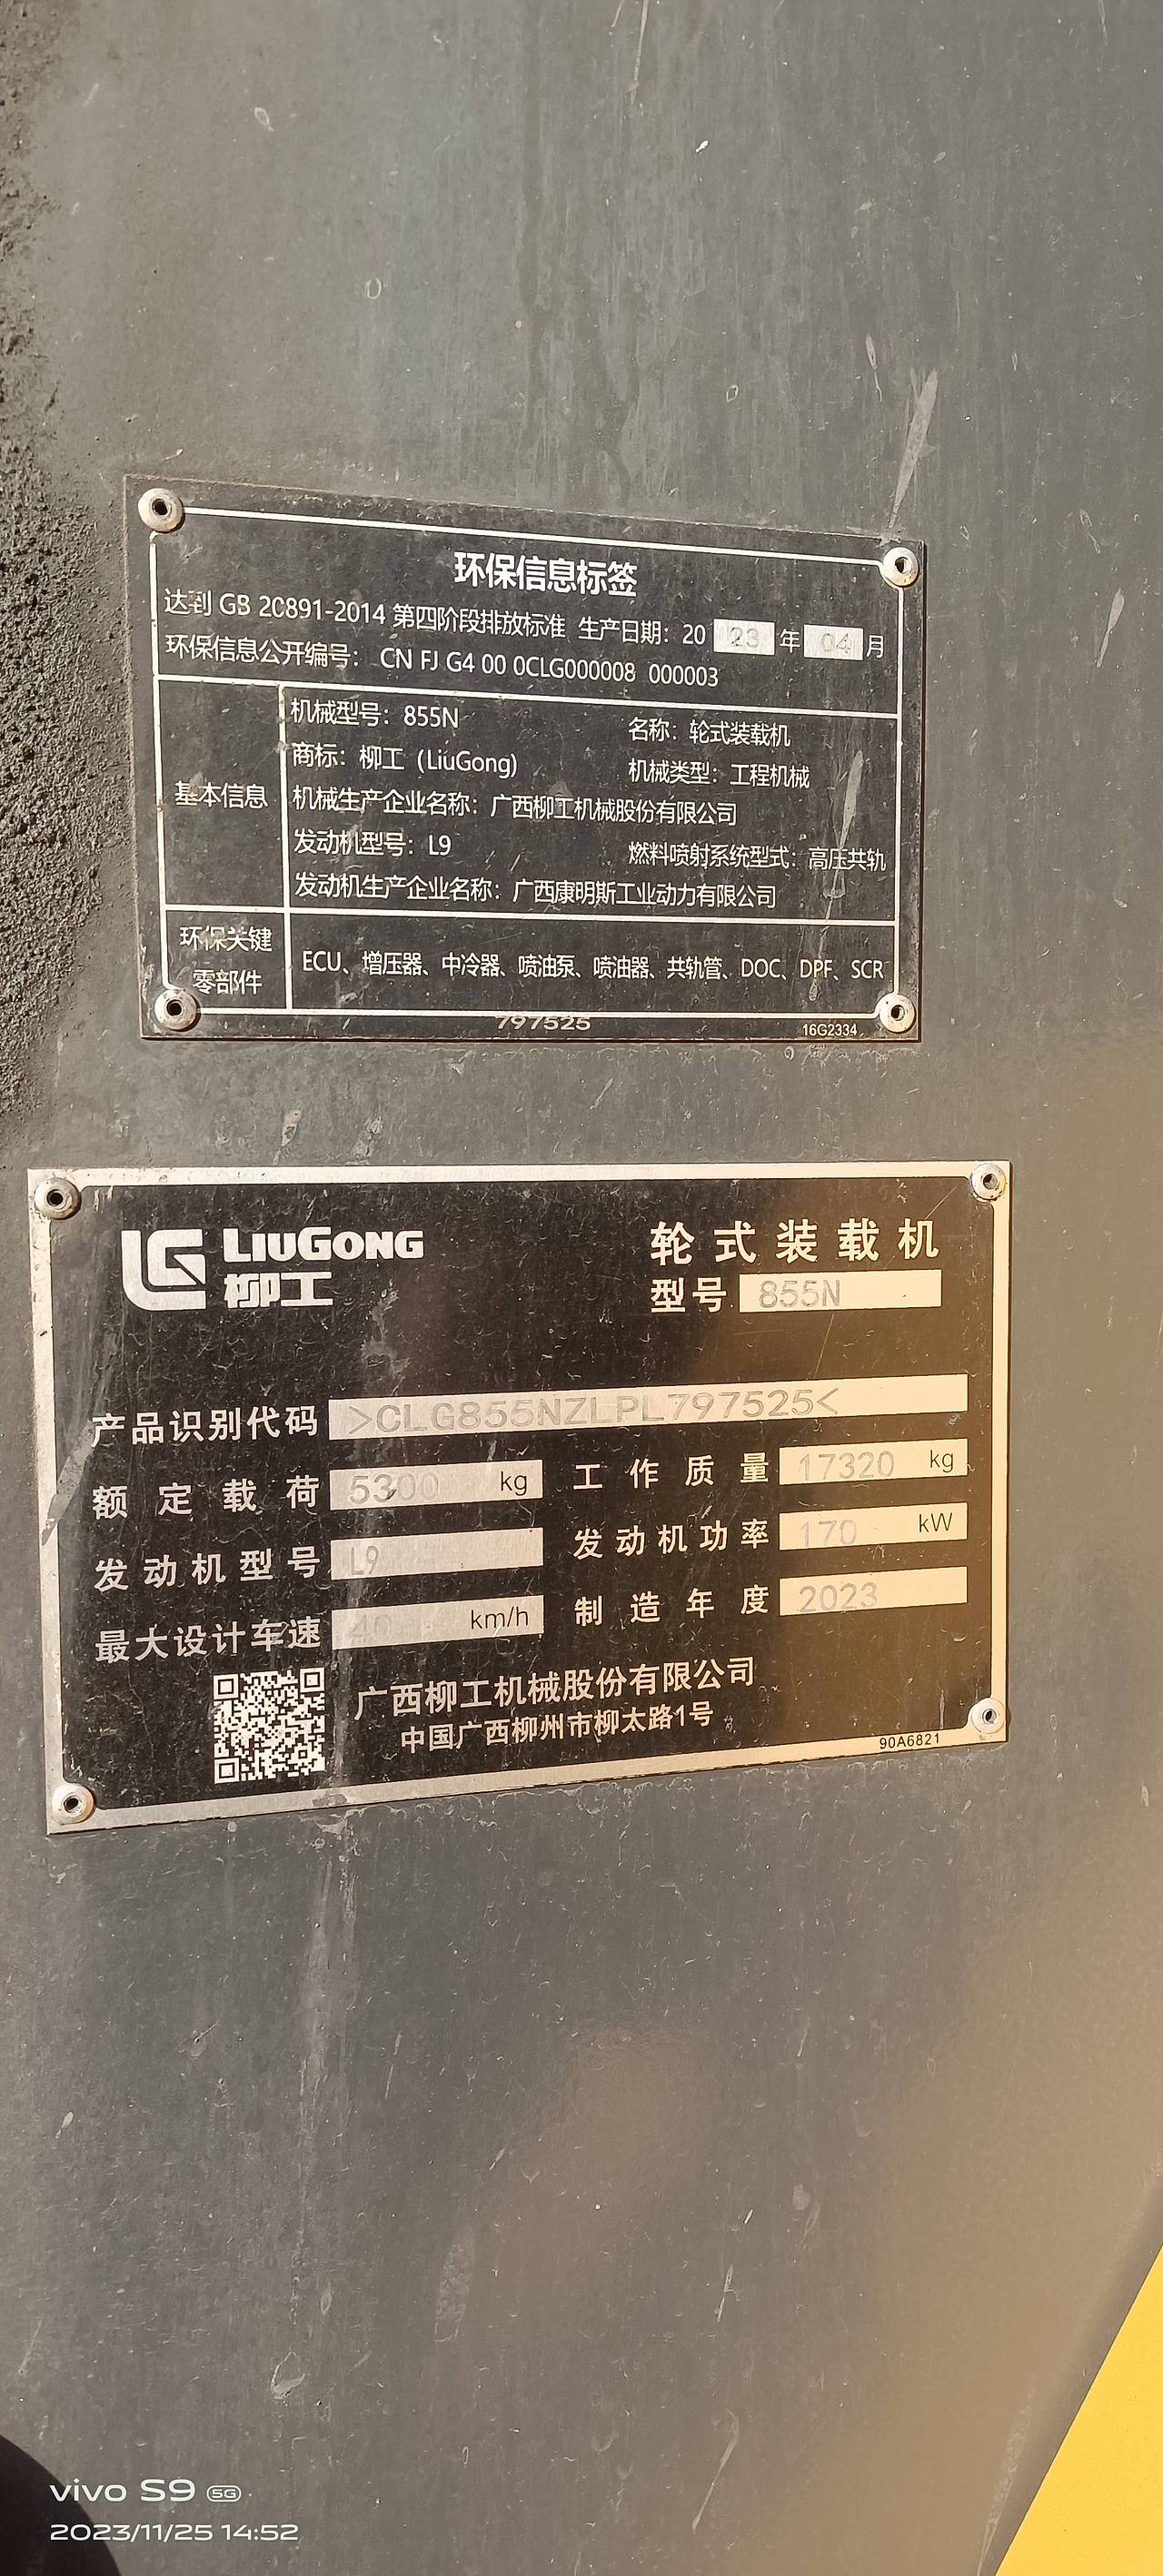 环保信息标签
达到 GB 20891-2014 第四阶段排放标准 生产日期：20 23 年 04 月
环保信息公开编号： CN FJ G4 00 0CLG000008 000003
基本信息
机械型号：855N 名称：轮式装载机
商标：柳工（LiuGong） 机械类型：工程机械
机械生产企业名称：广西柳工机械股份有限公司
发动机型号：L9 燃料喷射系统型式：高压共轨
发动机生产企业名称：广西康明斯工业动力有限公司
环保关键
零部件
ECU、增压器、中冷器、喷油泵、喷油器、共轨管、DOC、DPF、SCR
797525 16G2334
LG LIUGONG
柳工
轮式装载机
型号 855N
产品识别代码 >CLG855NZLPL797525<
额定载荷 5300 kg 工作质量 17320 kg
发动机型号 L9 发动机功率 170 kW
最大设计车速 40 km/h 制造年度 2023
广西柳工机械股份有限公司
中国广西柳州市柳太路1号
90A6821
vivo S9 5G
2023/11/25 14:52